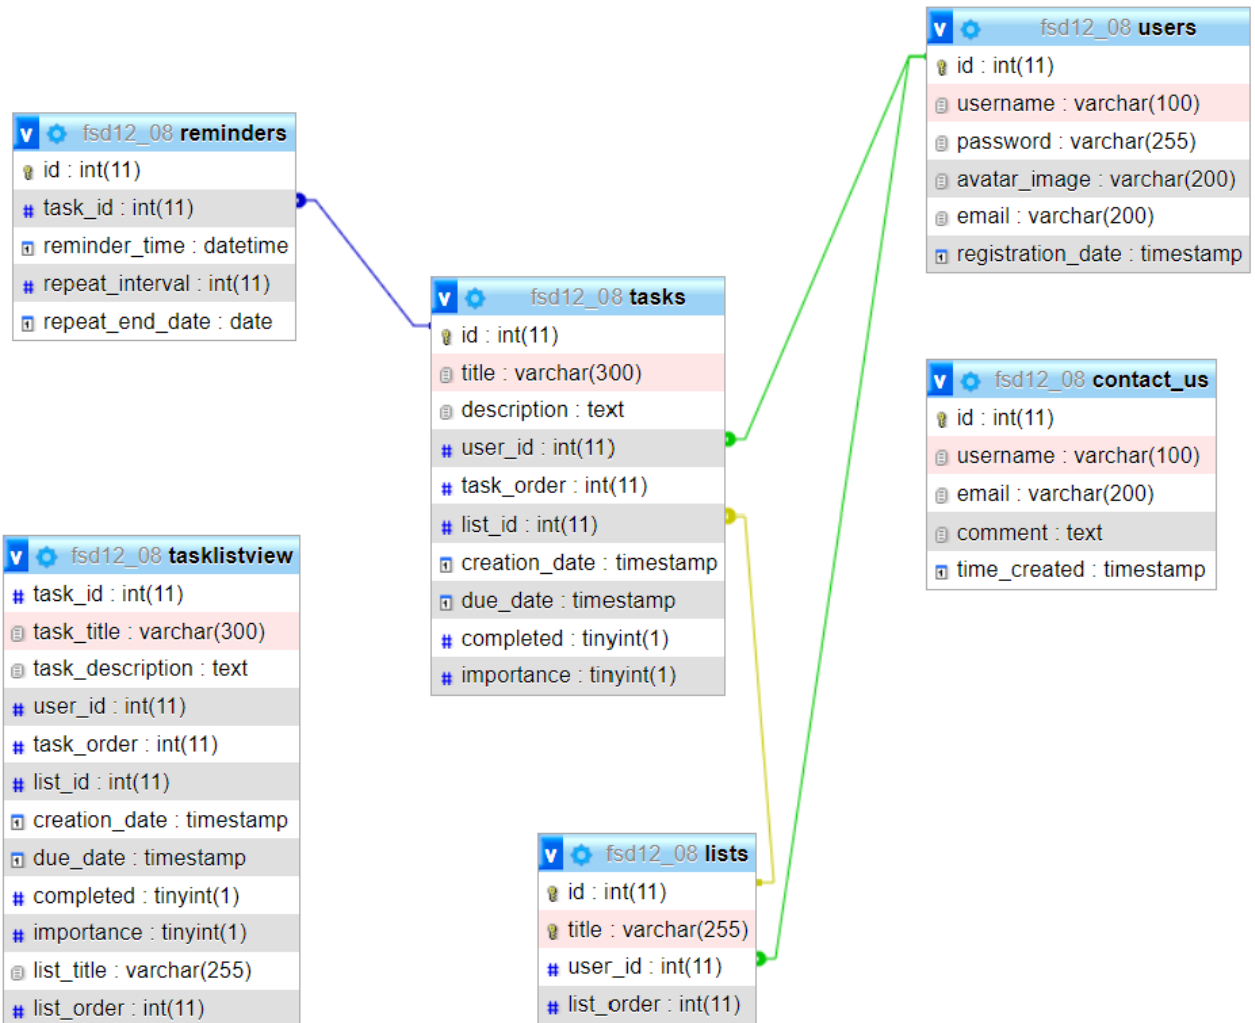 v fsd12_08 users
id : int(11)
username : varchar(100)
password : varchar(255)
avatar_image : varchar(200)
email : varchar(200)
registration_date : timestamp
v fsd12_08 reminders
id : int(11)
# task_id : int(11)
reminder_time : datetime
# repeat_interval : int(11)
repeat_end_date : date
v fsd12_08 tasks
id : int(11)
title : varchar(300)
description : text
# user_id : int(11)
# task_order : int(11)
# list_id : int(11)
creation_date : timestamp
due_date : timestamp
# completed : tinyint(1)
# importance : tinyint(1)
v fsd12_08 contact_us
id : int(11)
username : varchar(100)
email : varchar(200)
comment : text
time_created : timestamp
v fsd12_08 tasklistview
# task_id : int(11)
task_title : varchar(300)
task_description : text
# user_id : int(11)
# task_order : int(11)
# list_id : int(11)
creation_date : timestamp
due_date : timestamp
# completed : tinyint(1)
# importance : tinyint(1)
list_title : varchar(255)
# list_order : int(11)
v fsd12_08 lists
id : int(11)
title : varchar(255)
# user_id : int(11)
# list_order : int(11)